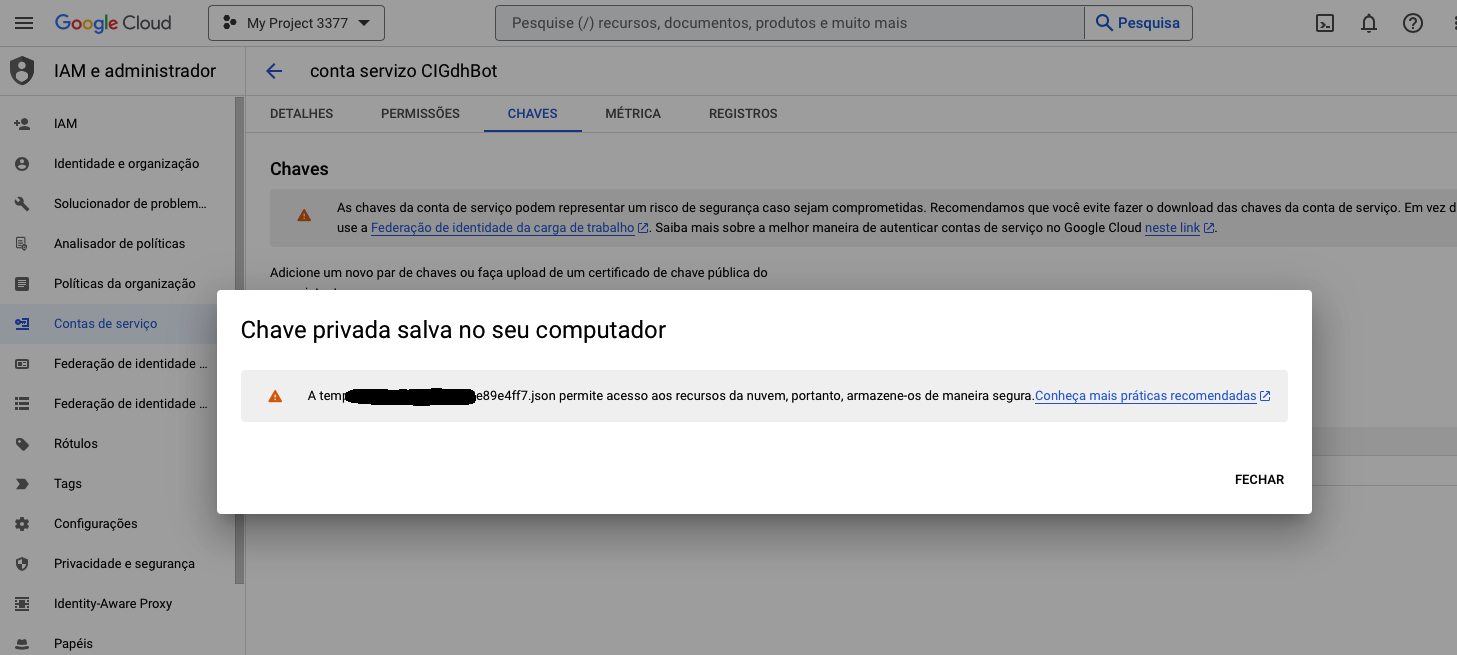 Google Cloud
My Project 3377
Pesquise (/) recursos, documentos, produtos e muito mais
Pesquisa
IAM e administrador
conta servizo CIGdhBot
DETALHES
PERMISSÕES
CHAVES
MÉTRICA
REGISTROS
IAM
Identidade e organização
Solucionador de problem...
Analisador de políticas
Políticas da organização
Contas de serviço
Federação de identidade ...
Federação de identidade ...
Rótulos
Tags
Configurações
Privacidade e segurança
Identity-Aware Proxy
Papéis
Chaves
As chaves da conta de serviço podem representar um risco de segurança caso sejam comprometidas. Recomendamos que você evite fazer o download das chaves da conta de serviço. Em vez d
use a Federação de identidade da carga de trabalho. Saiba mais sobre a melhor maneira de autenticar contas de serviço no Google Cloud neste link.
Adicione um novo par de chaves ou faça upload de um certificado de chave pública do
Chave privada salva no seu computador
A temp e89e4ff7.json permite acesso aos recursos da nuvem, portanto, armazene-os de maneira segura.Conheça mais práticas recomendadas
FECHAR